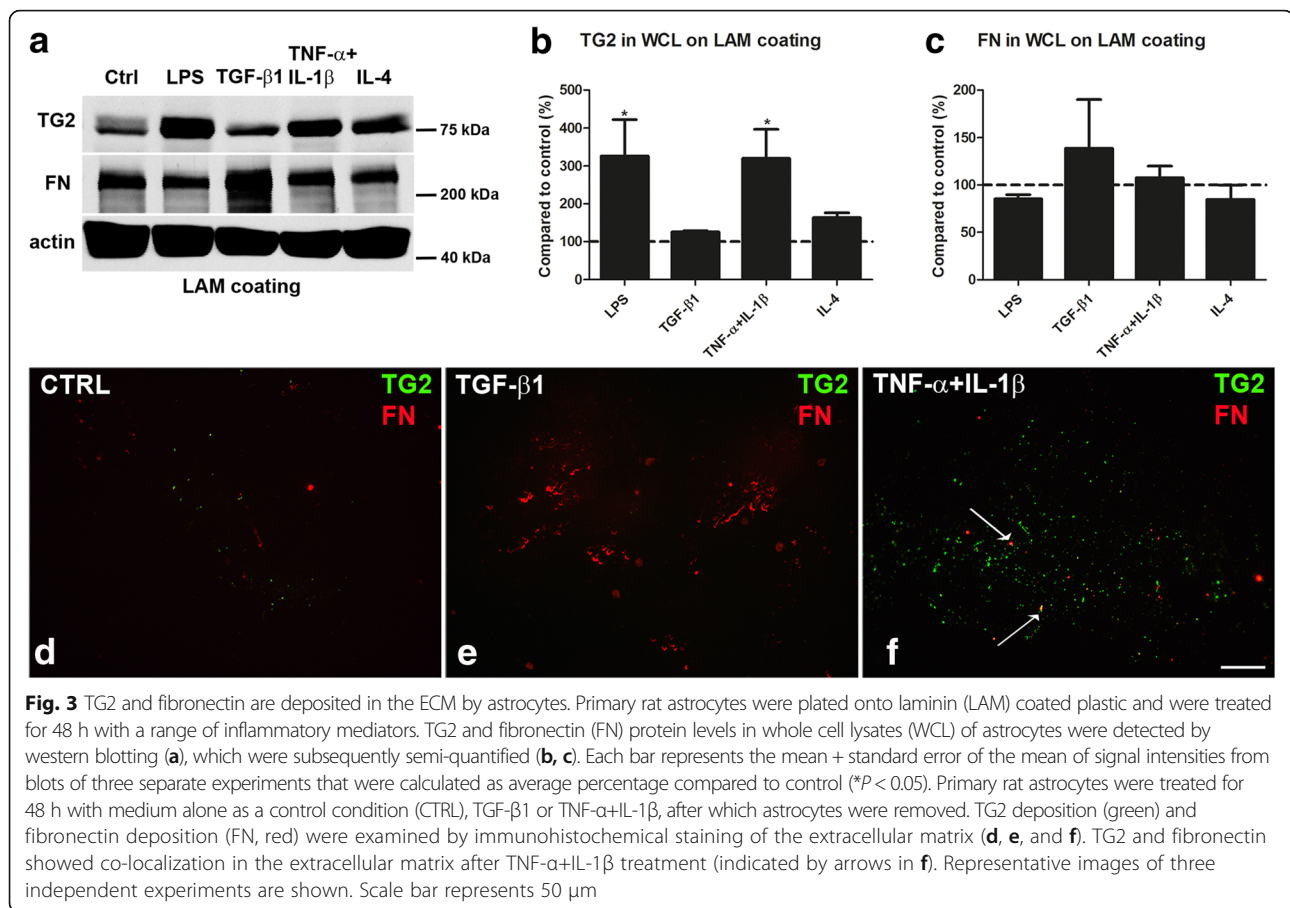 a
Ctrl LPS TGF-β1 TNF-α+ IL-1β IL-4
TG2
75 kDa
FN
200 kDa
actin
40 kDa
LAM coating
b TG2 in WCL on LAM coating
Compared to control (%)
500
400
300
200
100
0
* *
LPS TGF-β1 TNF-α+IL-1β IL-4
c FN in WCL on LAM coating
Compared to control (%)
200
150
100
50
0
LPS TGF-β1 TNF-α+IL-1β IL-4
CTRL TG2
FN
d
TGF-β1 TG2
FN
e
TNF-α+IL-1β TG2
FN
f
Fig. 3 TG2 and fibronectin are deposited in the ECM by astrocytes. Primary rat astrocytes were plated onto laminin (LAM) coated plastic and were treated
for 48 h with a range of inflammatory mediators. TG2 and fibronectin (FN) protein levels in whole cell lysates (WCL) of astrocytes were detected by
western blotting (a), which were subsequently semi-quantified (b, c). Each bar represents the mean + standard error of the mean of signal intensities from
blots of three separate experiments that were calculated as average percentage compared to control (*P < 0.05). Primary rat astrocytes were treated for
48 h with medium alone as a control condition (CTRL), TGF-β1 or TNF-α+IL-1β, after which astrocytes were removed. TG2 deposition (green) and
fibronectin deposition (FN, red) were examined by immunohistochemical staining of the extracellular matrix (d, e, and f). TG2 and fibronectin
showed co-localization in the extracellular matrix after TNF-α+IL-1β treatment (indicated by arrows in f). Representative images of three
independent experiments are shown. Scale bar represents 50 μm